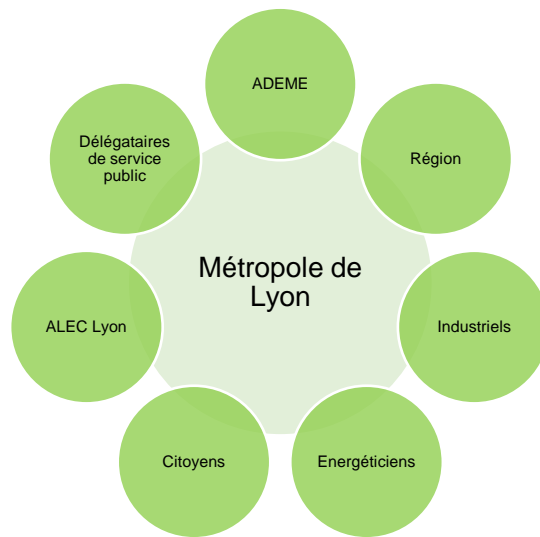 ADEME
Délégataires
de service
public
Région
Métropole de
Lyon
ALEC Lyon
Industriels
Citoyens
Energéticiens